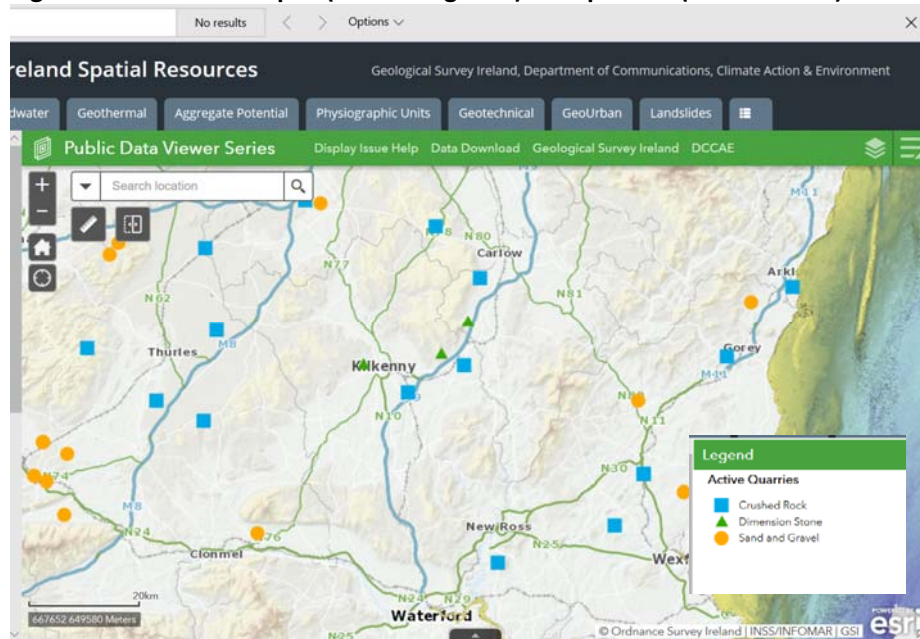 No results
Options
reland Spatial Resources
Geological Survey Ireland, Department of Communications, Climate Action & Environment
dwater
Geothermal
Aggregate Potential
Physiographic Units
Geotechnical
GeoUrban
Landslides
Public Data Viewer Series
Display Issue Help
Data Download
Geological Survey Ireland
DCCAE
Search location
M11
N80
Carlow
N77
Arkl
N62
N81
Thurles
M8
Gorey
Kilkenny
M11
N10
N11
N30
N74
M8
New Ross
N24
N76
N25
Clonmel
Wex
20km
N24
N29
667652 649580 Meters
Waterford
N25
Legend
Active Quarries
Crushed Rock
Dimension Stone
Sand and Gravel
POWERED BY
esri
© Ordnance Survey Ireland | INSS/INFOMAR | GSI